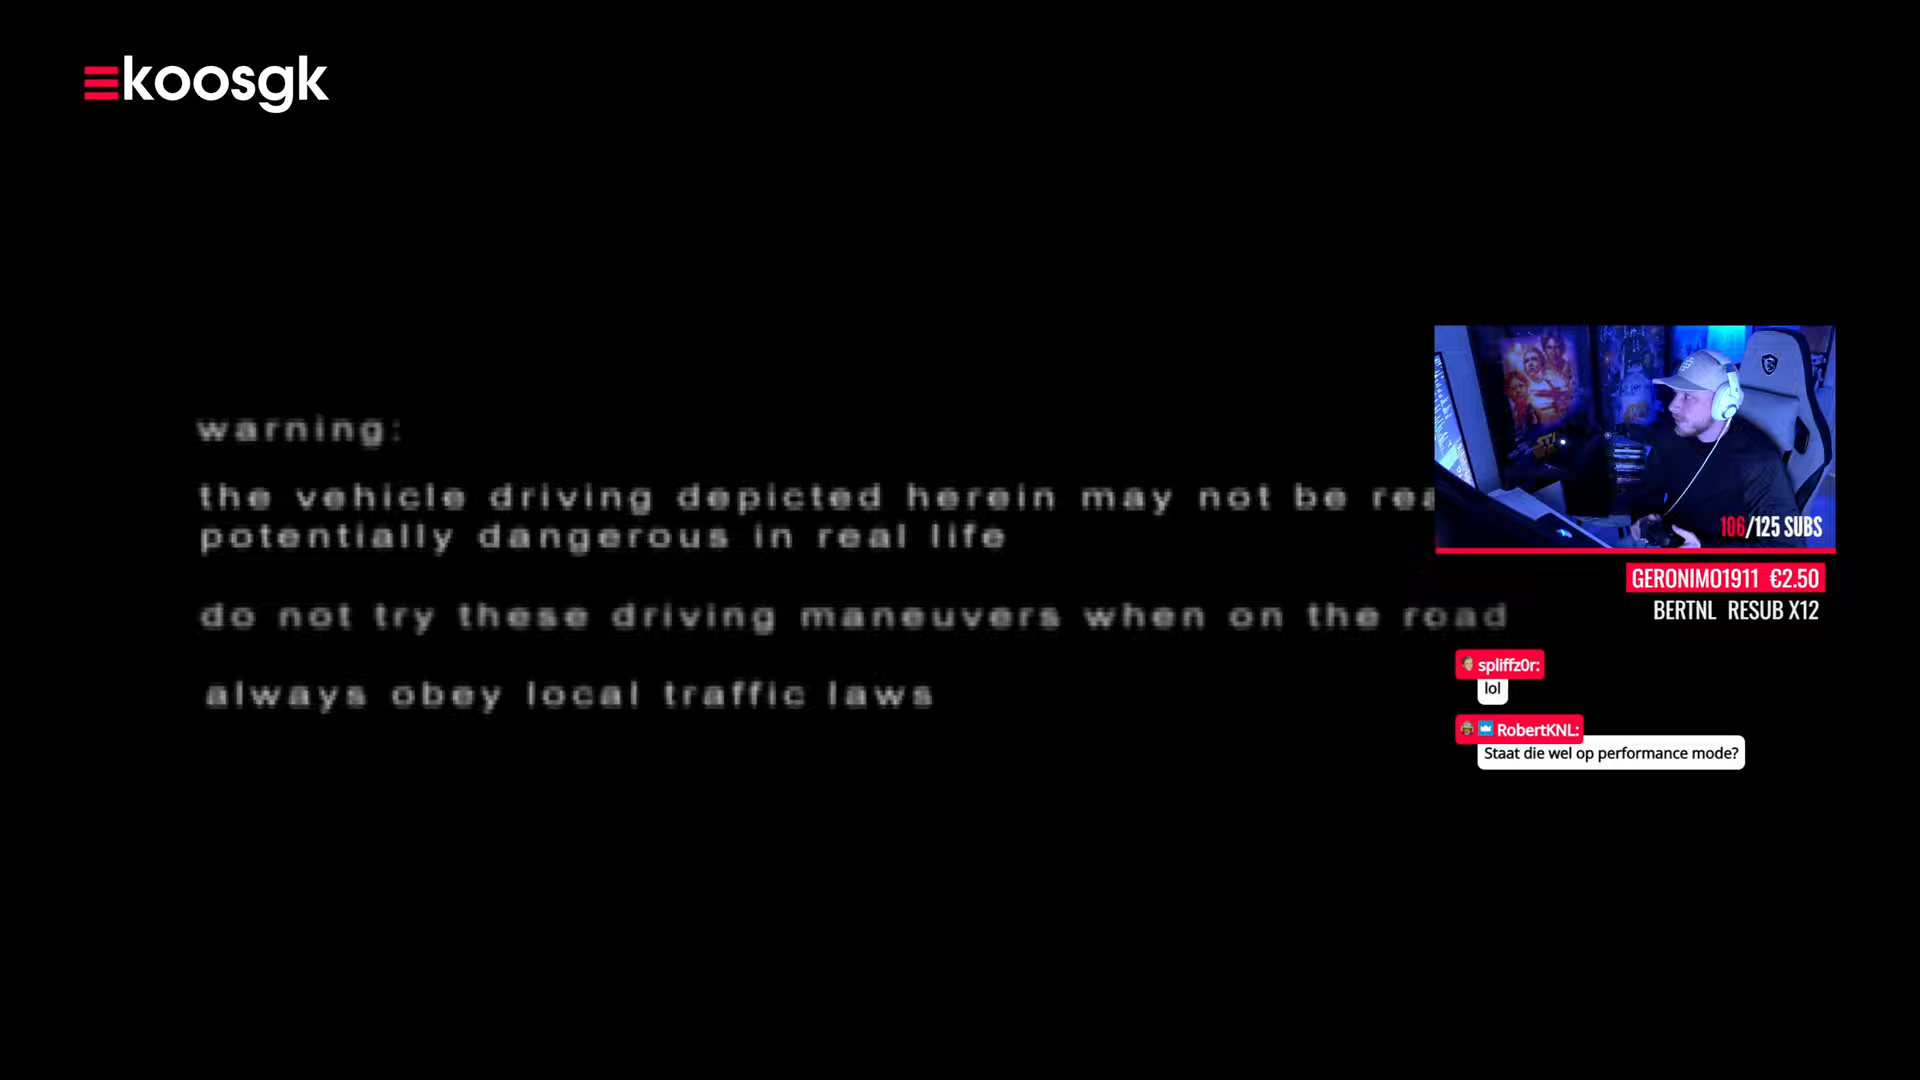 koosgk
warning:
the vehicle driving depicted herein may not be
potentially dangerous in real life
do not try these driving maneuvers when on the road
always obey local traffic laws
106/125 SUBS
GERONIMO1911 €2.50
BERTNL RESUB X12
spliffz0r:
lol
RobertKNL:
Staat die wel op performance mode?